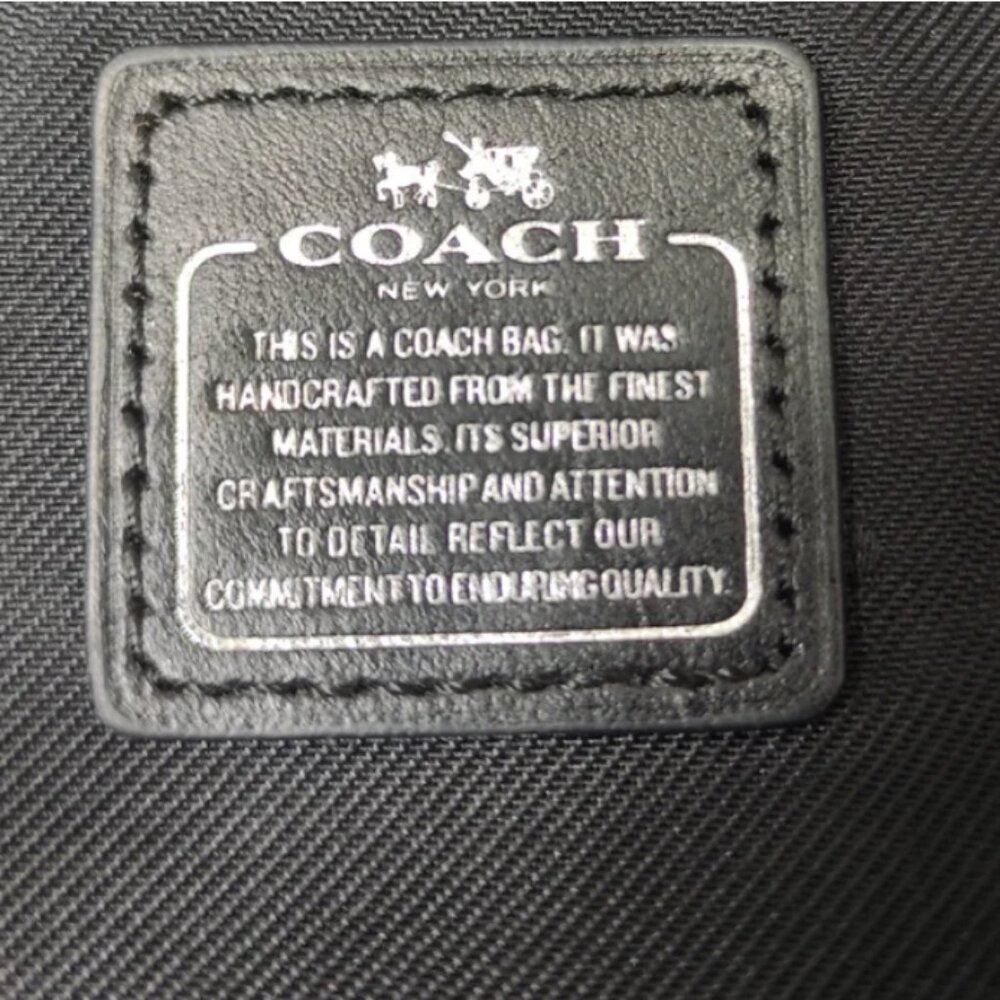 COACH
NEW YORK
THIS IS A COACH BAG. IT WAS
HANDCRAFTED FROM THE FINEST
MATERIALS. ITS SUPERIOR
CRAFTSMANSHIP AND ATTENTION
TO DETAIL REFLECT OUR
COMMITMENT TO ENDURING QUALITY.